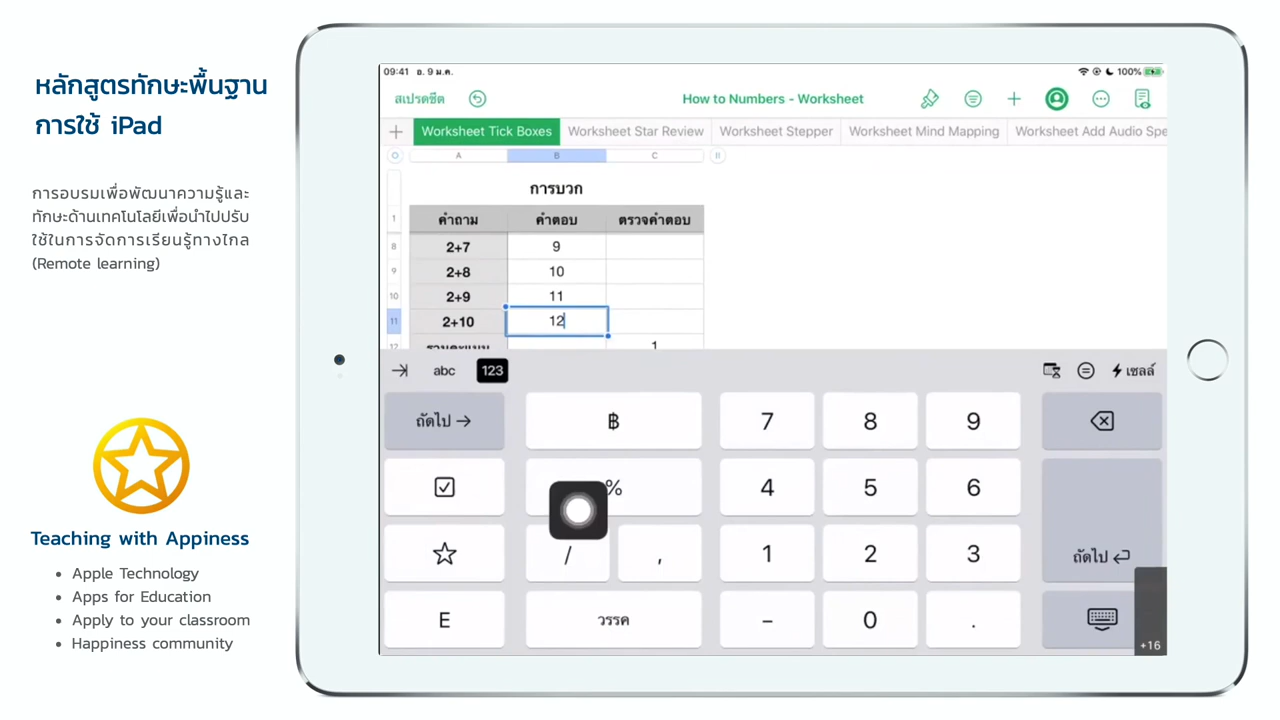 หลักสูตรทักษะพื้นฐาน
การใช้ iPad
การอบรมเพื่อพัฒนาความรู้และ
ทักษะด้านเทคโนโลยีเพื่อนำไปปรับ
ใช้ในการจัดการเรียนรู้ทางไกล
(Remote learning)
Teaching with Appiness
• Apple Technology
• Apps for Education
• Apply to your classroom
• Happiness community
09:41 อ. 9 ม.ค. 100%
สเปรดชีต How to Numbers - Worksheet
+ Worksheet Tick Boxes Worksheet Star Review Worksheet Stepper Worksheet Mind Mapping Worksheet Add Audio Spe
A B C
การบวก
1 คำถาม คำตอบ ตรวจคำตอบ
8 2+7 9
9 2+8 10
10 2+9 11
11 2+10 12
12 รวมคะแนน 1
abc 123 เซลล์
ถัดไป → ฿ 7 8 9
% 4 5 6
/ , 1 2 3 ถัดไป
E วรรค – 0 .
+16